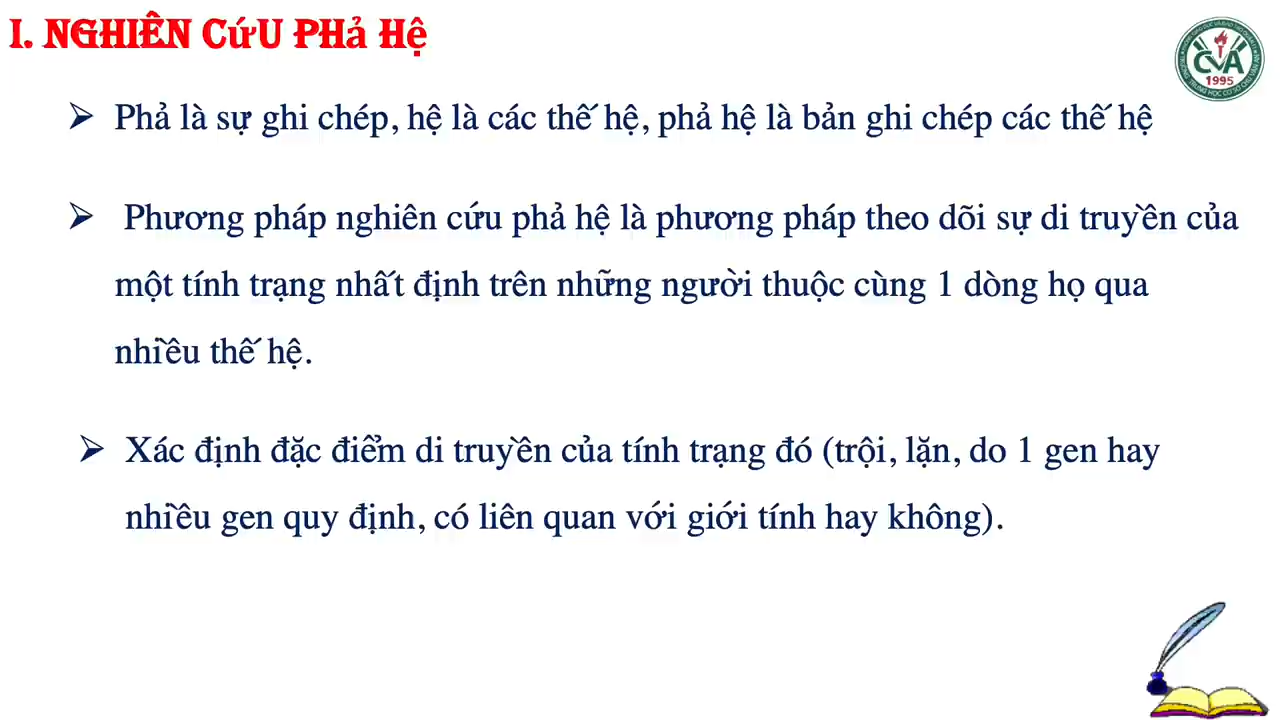 I. NGHIÊN CứU PHả Hệ
CVA
1995
Phả là sự ghi chép, hệ là các thế hệ, phả hệ là bản ghi chép các thế hệ
Phương pháp nghiên cứu phả hệ là phương pháp theo dõi sự di truyền của
một tính trạng nhất định trên những người thuộc cùng 1 dòng họ qua
nhiều thế hệ.
Xác định đặc điểm di truyền của tính trạng đó (trội, lặn, do 1 gen hay
nhiều gen quy định, có liên quan với giới tính hay không).